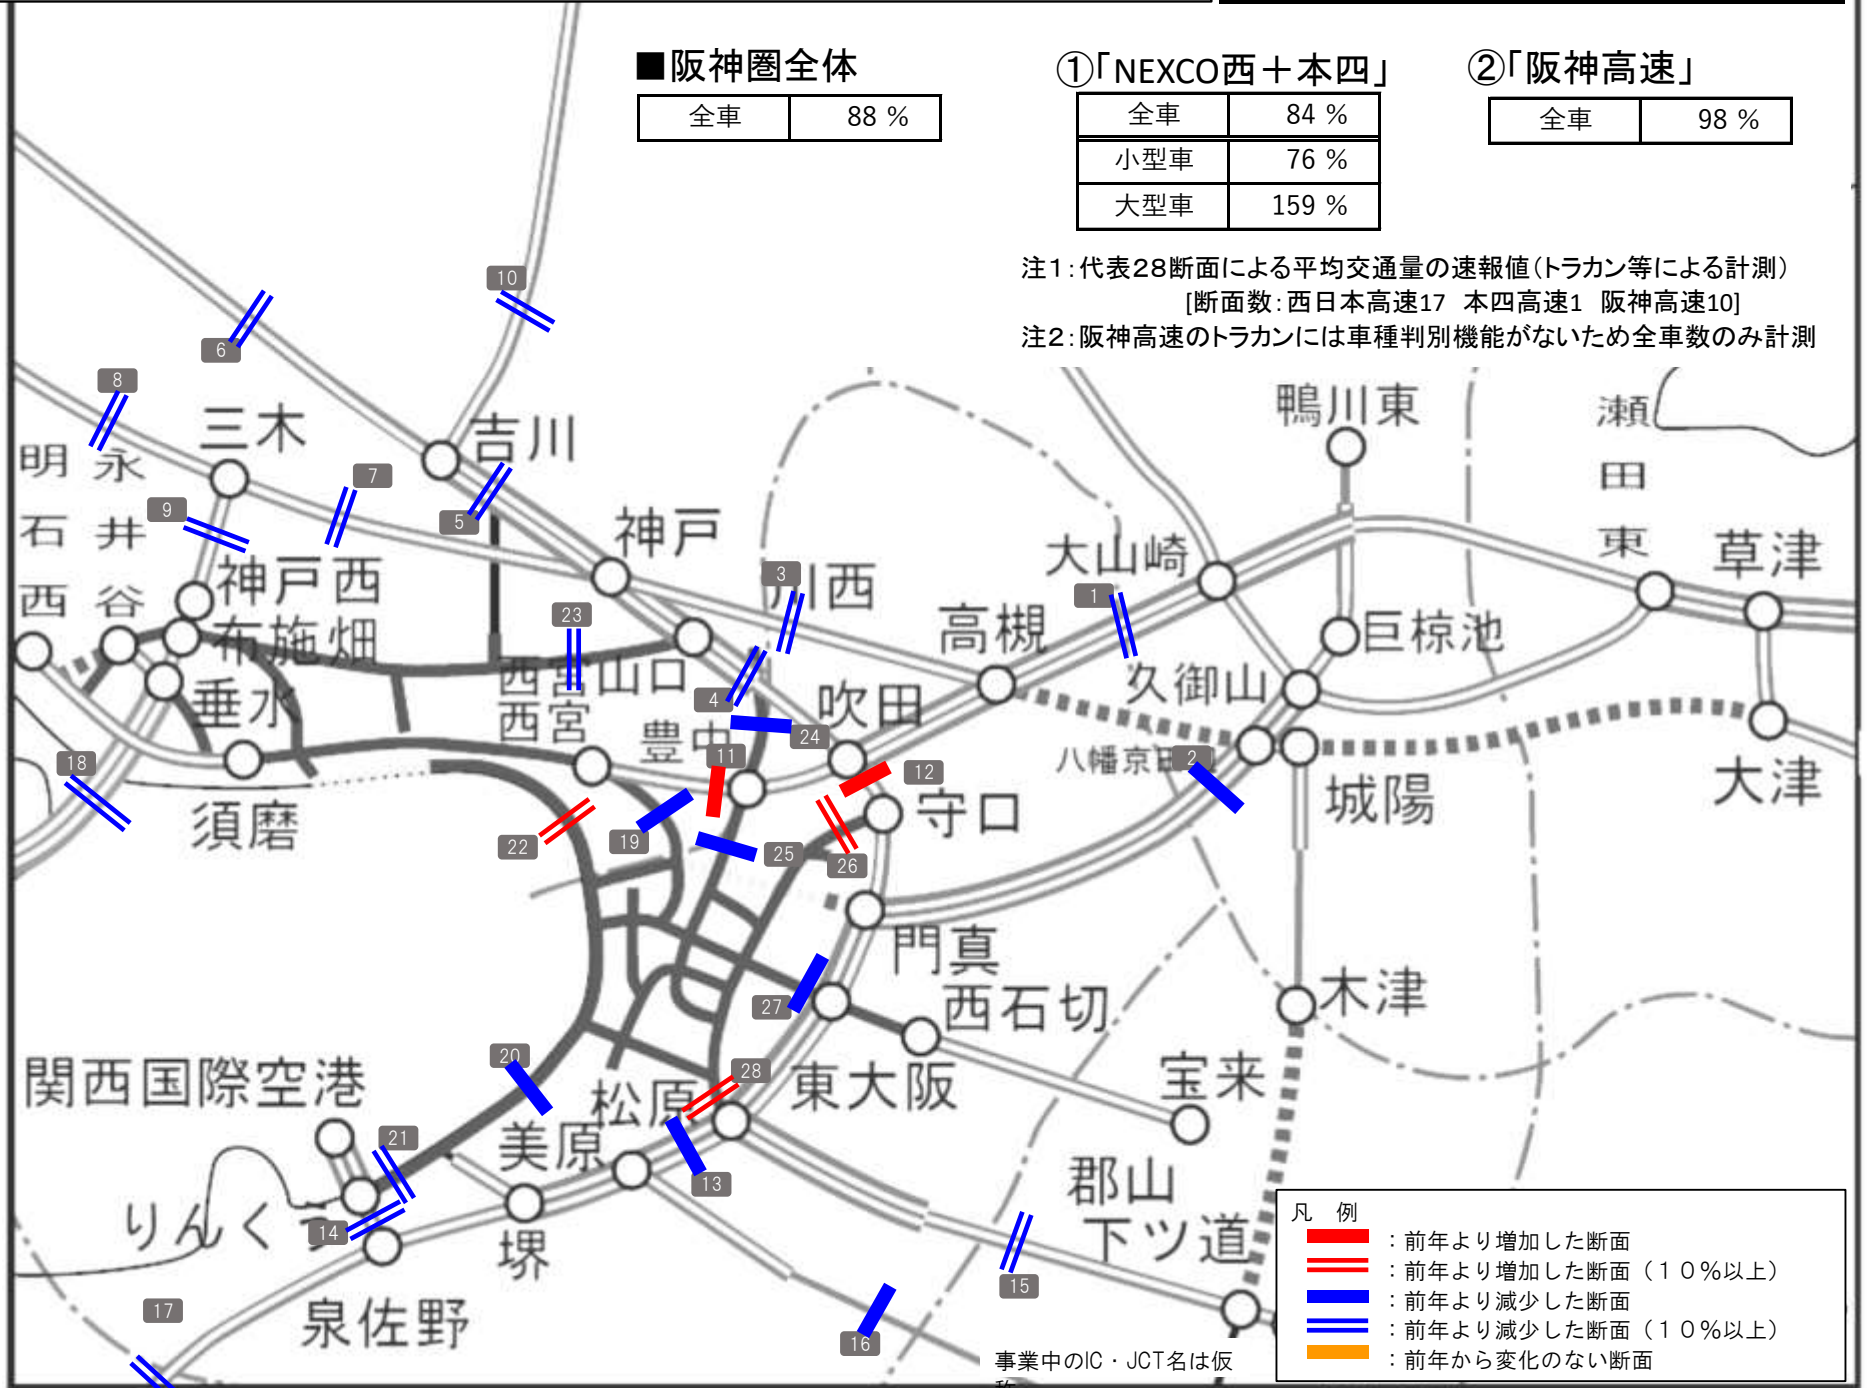 ■阪神圏全体
全車 88 %
①「NEXCO西＋本四」
全車 84 %
小型車 76 %
大型車 159 %
②「阪神高速」
全車 98 %
注1：代表28断面による平均交通量の速報値（トラカン等による計測）
［断面数：西日本高速17　本四高速1　阪神高速10］
注2：阪神高速のトラカンには車種判別機能がないため全車数のみ計測
10
6
8
三木
吉川
鴨川東
瀬田東
明石西
永井谷
7
9
5
神戸
大山崎
草津
神戸西
3
川西
1
高槻
23
布施畑
巨椋池
西宮山口
久御山
垂水
4
吹田
西宮
豊中
24
八幡京田
2
18
11
12
大津
須磨
守口
城陽
22
19
25
26
門真
27
西石切
木津
20
関西国際空港
28
松原
東大阪
宝来
21
美原
13
郡山下ツ道
りんくう
14
堺
15
17
泉佐野
16
事業中のIC・JCT名は仮
称
凡　例
：前年より増加した断面
：前年より増加した断面（１０％以上）
：前年より減少した断面
：前年より減少した断面（１０％以上）
：前年から変化のない断面